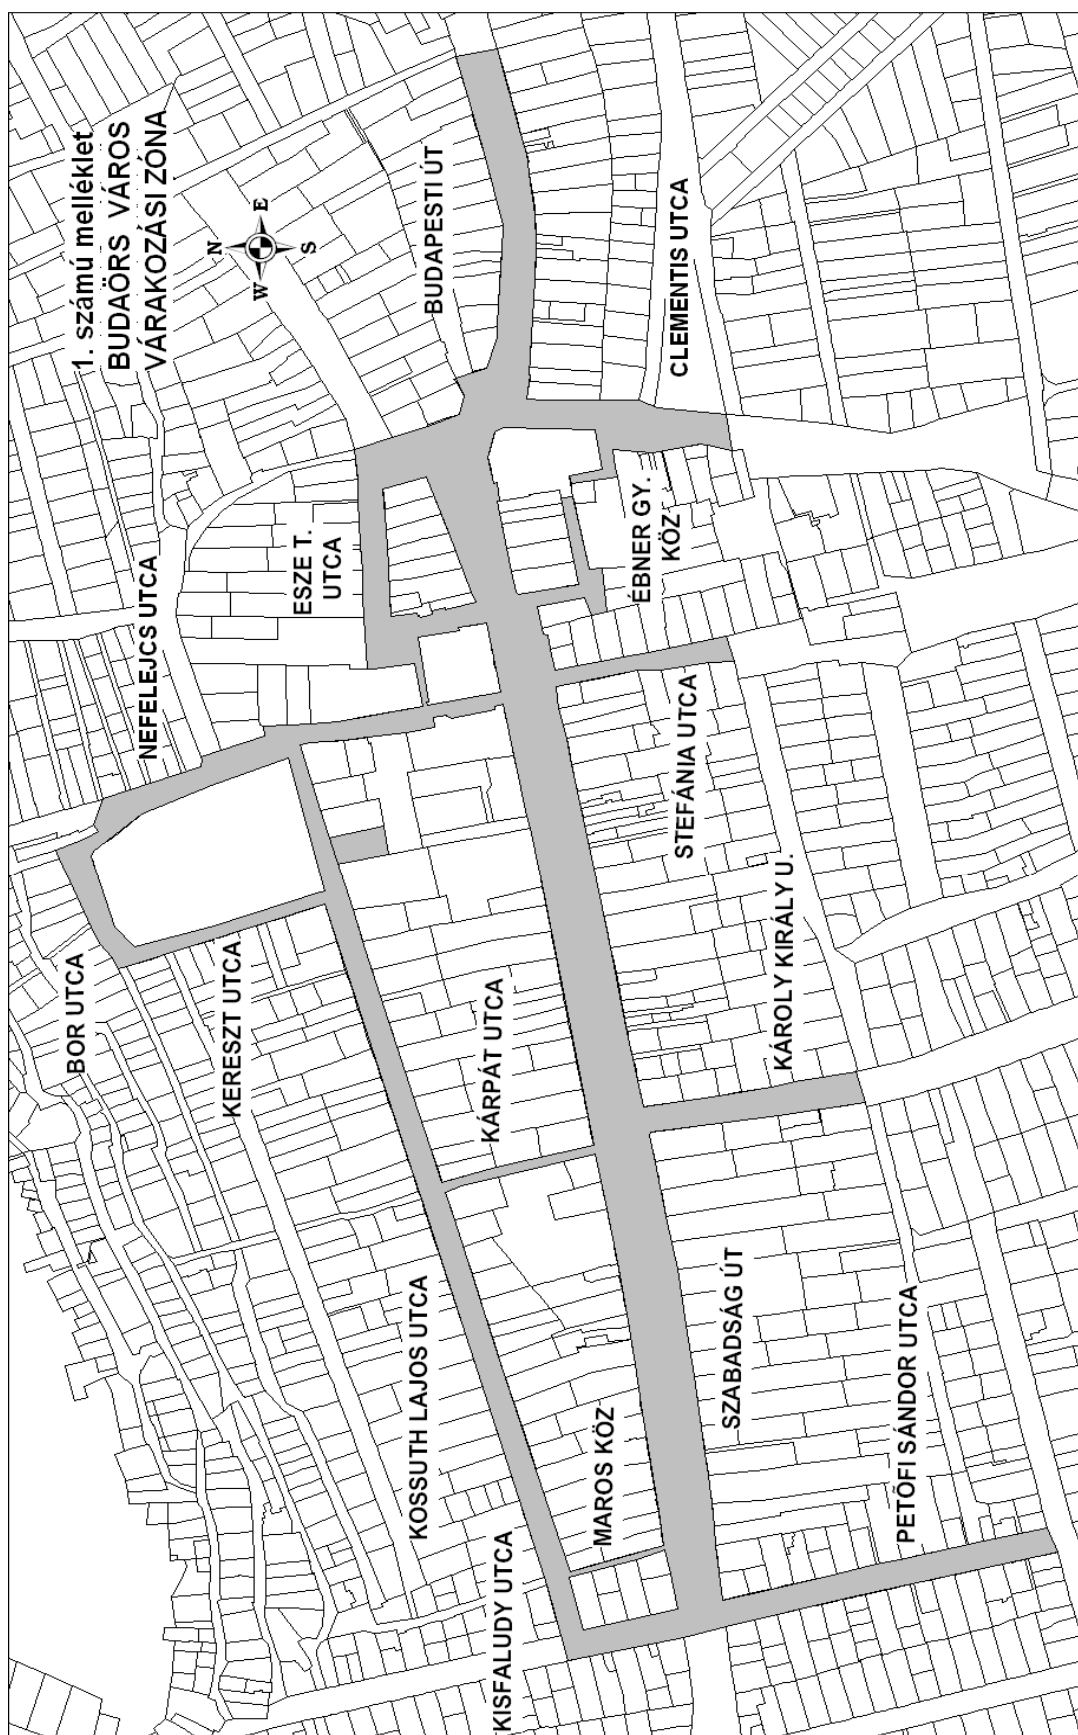 1. számú melléklet
BUDAÖRS VÁROS
VÁRAKOZÁSI ZÓNA
N
E
S
W
BUDAPESTI ÚT
CLEMENTIS UTCA
NEFELEJCS UTCA
ESZE T.
UTCA
ÉBNER GY.
KÖZ
STEFÁNIA UTCA
BOR UTCA
KERESZT UTCA
KÁRPÁT UTCA
KÁROLY KIRÁLY U.
KOSSUTH LAJOS UTCA
SZABADSÁG ÚT
MAROS KÖZ
PETŐFI SÁNDOR UTCA
KISFALUDY UTCA